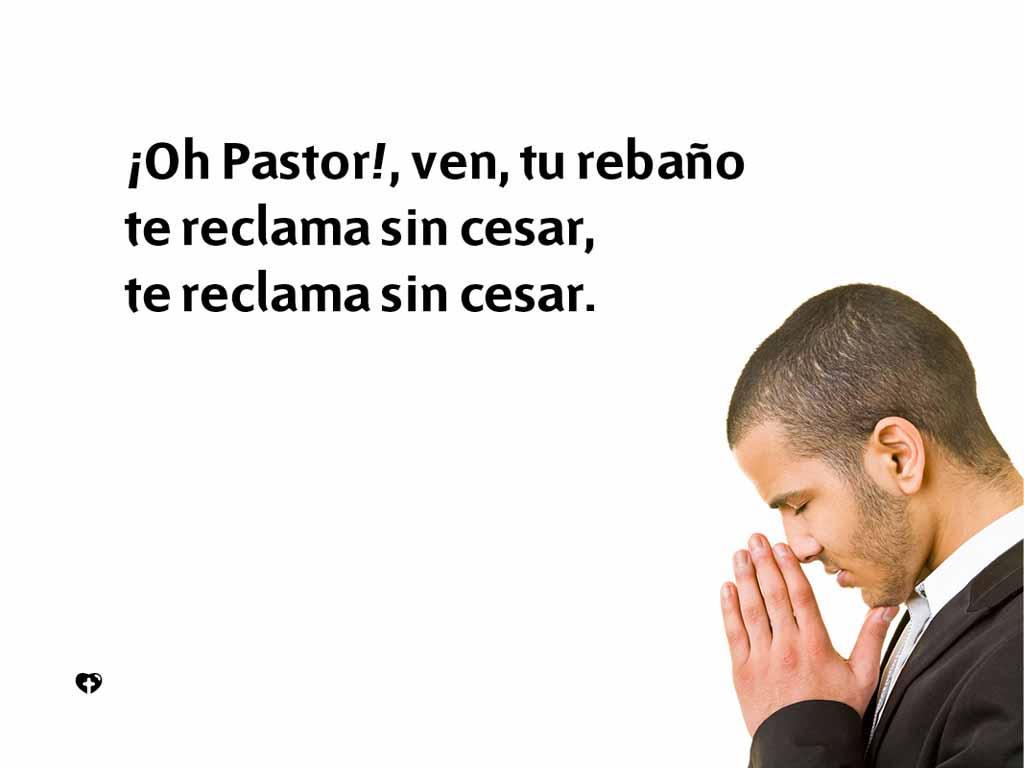 ¡Oh Pastor!, ven, tu rebaño
te reclama sin cesar,
te reclama sin cesar.